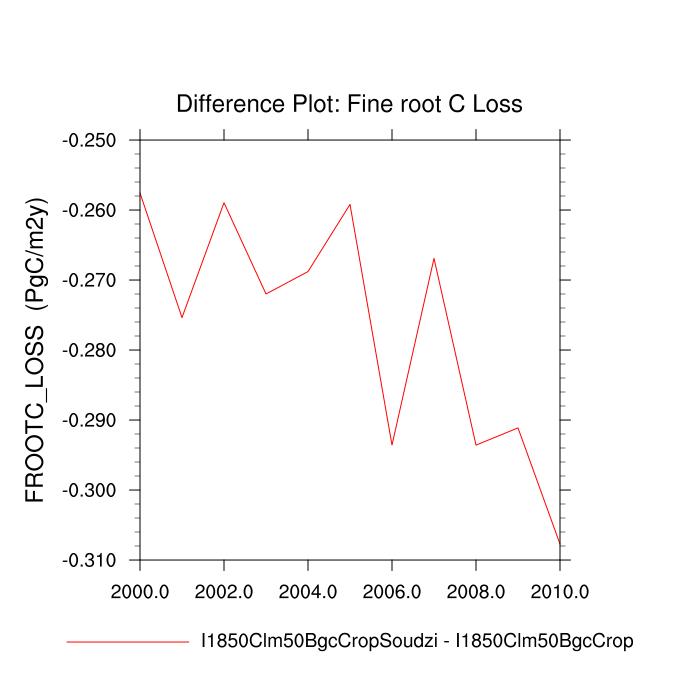 Difference Plot: Fine root C Loss
-0.250
-0.260
-0.270
-0.280
-0.290
-0.300
-0.310
FROOTC_LOSS (PgC/m2y)
2000.0 2002.0 2004.0 2006.0 2008.0 2010.0
I1850Clm50BgcCropSoudzi - I1850Clm50BgcCrop